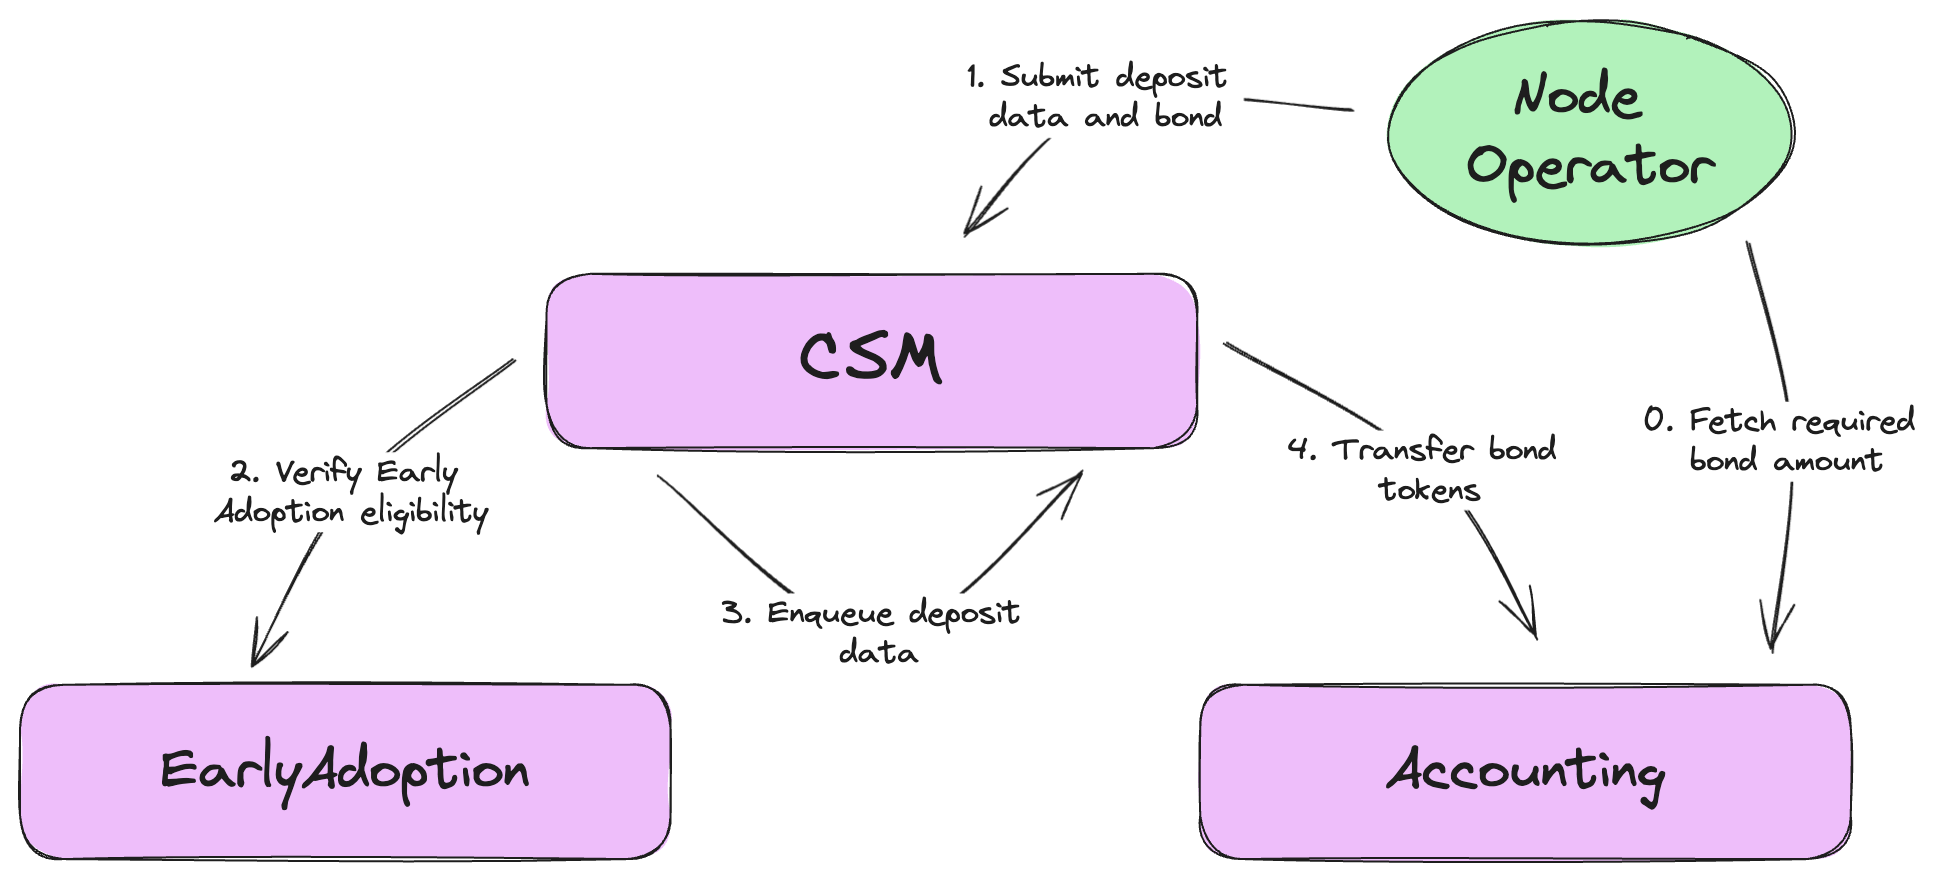 1. Submit deposit
data and bond
Node
Operator
CSM
0. Fetch required
bond amount
4. Transfer bond
tokens
2. Verify Early
Adoption eligibility
3. Enqueue deposit
data
EarlyAdoption
Accounting